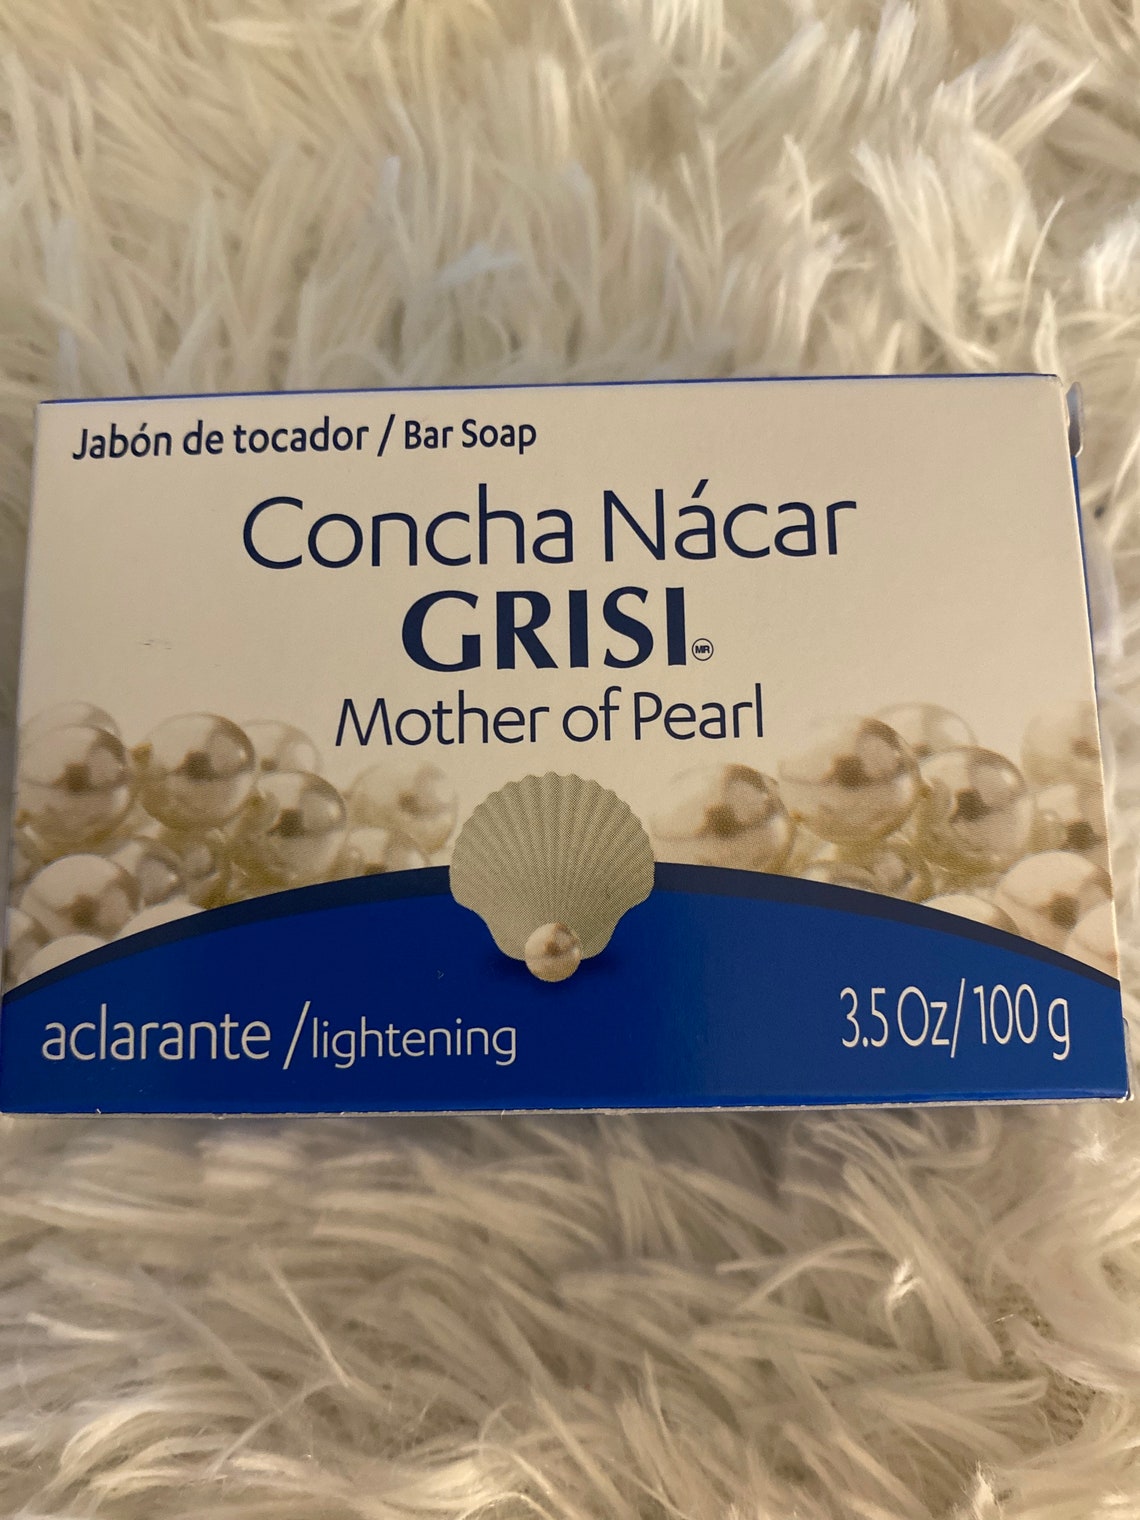 Jabón de tocador / Bar Soap
Concha Nácar
GRISI MR
Mother of Pearl
aclarante / lightening
3.5 Oz/ 100 g